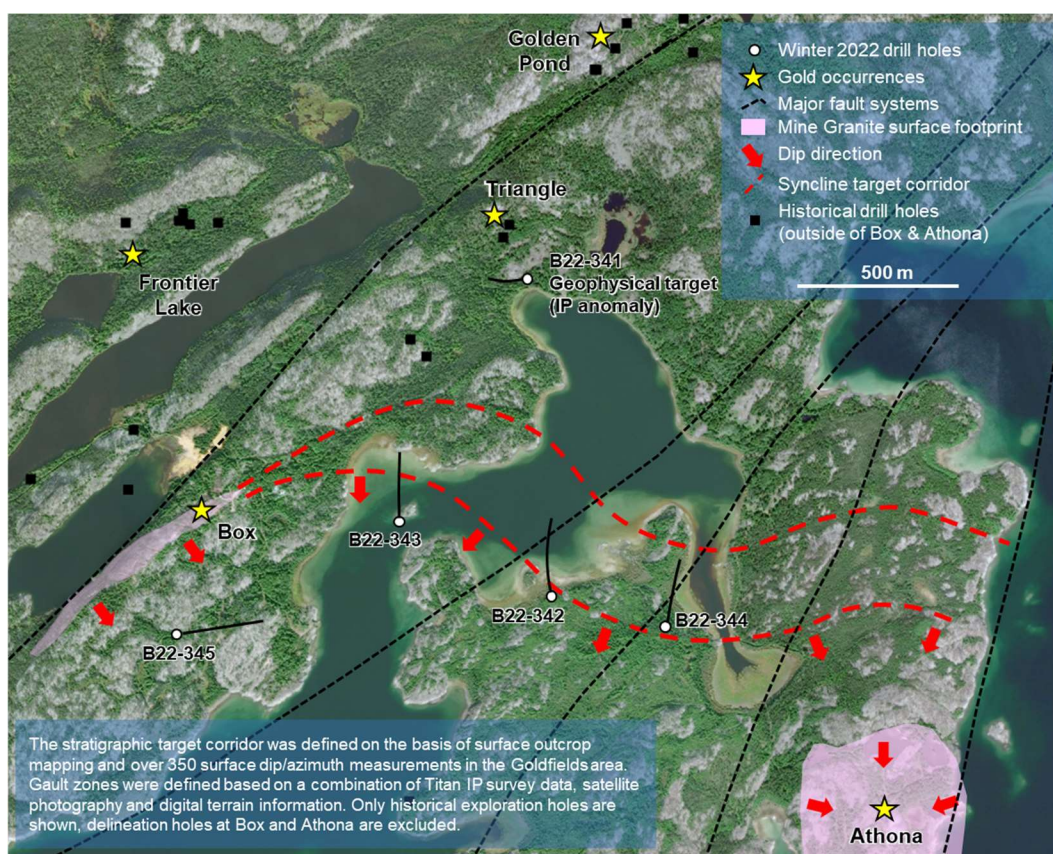 Golden
Pond
Winter 2022 drill holes
Gold occurrences
Major fault systems
Mine Granite surface footprint
Dip direction
Syncline target corridor
Historical drill holes
(outside of Box & Athona)
500 m
Triangle
B22-341
Geophysical target
(IP anomaly)
Frontier
Lake
Box
B22-343
B22-342
B22-344
B22-345
The stratigraphic target corridor was defined on the basis of surface outcrop
mapping and over 350 surface dip/azimuth measurements in the Goldfields area.
Gault zones were defined based on a combination of Titan IP survey data, satellite
photography and digital terrain information. Only historical exploration holes are
shown, delineation holes at Box and Athona are excluded.
Athona